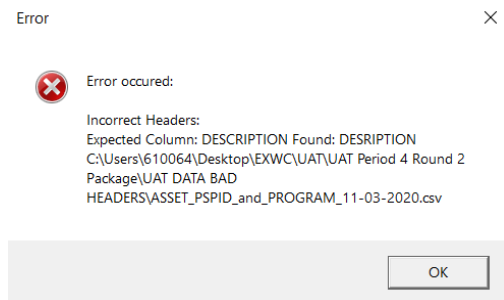 Error
Error occured:
Incorrect Headers:
Expected Column: DESCRIPTION Found: DESRIPTION
C:\Users\610064\Desktop\EXWC\UAT\UAT Period 4 Round 2
Package\UAT DATA BAD
HEADERS\ASSET_PSPID_and_PROGRAM_11-03-2020.csv
OK